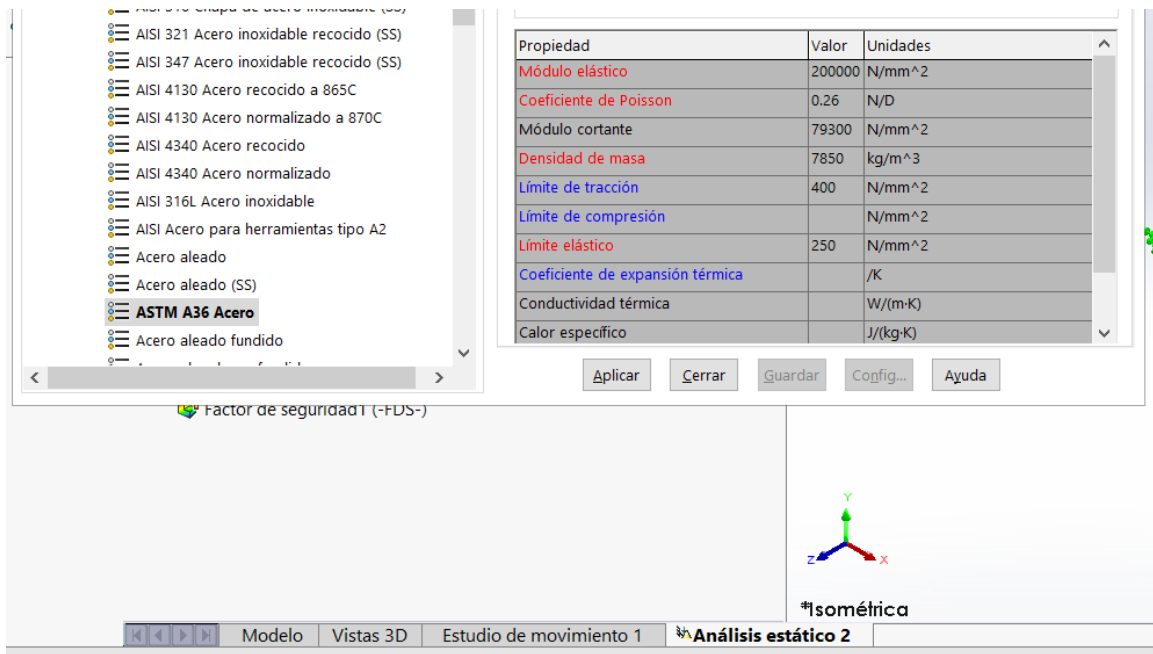 AISI 321 Acero inoxidable recocido (SS)
AISI 347 Acero inoxidable recocido (SS)
AISI 4130 Acero recocido a 865C
AISI 4130 Acero normalizado a 870C
AISI 4340 Acero recocido
AISI 4340 Acero normalizado
AISI 316L Acero inoxidable
AISI Acero para herramientas tipo A2
Acero aleado
Acero aleado (SS)
ASTM A36 Acero
Acero aleado fundido
Propiedad Valor Unidades
Módulo elástico 200000 N/mm^2
Coeficiente de Poisson 0.26 N/D
Módulo cortante 79300 N/mm^2
Densidad de masa 7850 kg/m^3
Límite de tracción 400 N/mm^2
Límite de compresión N/mm^2
Límite elástico 250 N/mm^2
Coeficiente de expansión térmica /K
Conductividad térmica W/(m·K)
Calor específico J/(kg·K)
Aplicar Cerrar Guardar Config... Ayuda
Factor de seguridad1 (-FDS-)
Y
Z X
*Isométrica
Modelo Vistas 3D Estudio de movimiento 1 Análisis estático 2